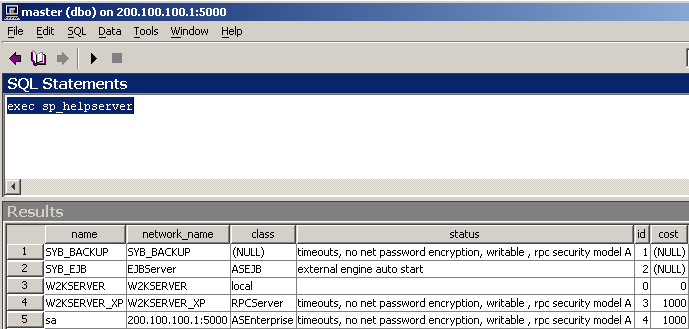 master (dbo) on 200.100.100.1:5000
File Edit SQL Data Tools Window Help
SQL Statements
exec sp_helpserver
Results
name network_name class status id cost
1 SYB_BACKUP SYB_BACKUP (NULL) timeouts, no net password encryption, writable , rpc security model A 1 (NULL)
2 SYB_EJB EJBServer ASEJB external engine auto start 2 (NULL)
3 W2KSERVER W2KSERVER local 0 0
4 W2KSERVER_XP W2KSERVER_XP RPCServer timeouts, no net password encryption, writable , rpc security model A 3 1000
5 sa 200.100.100.1:5000 ASEnterprise timeouts, no net password encryption, writable , rpc security model A 4 1000